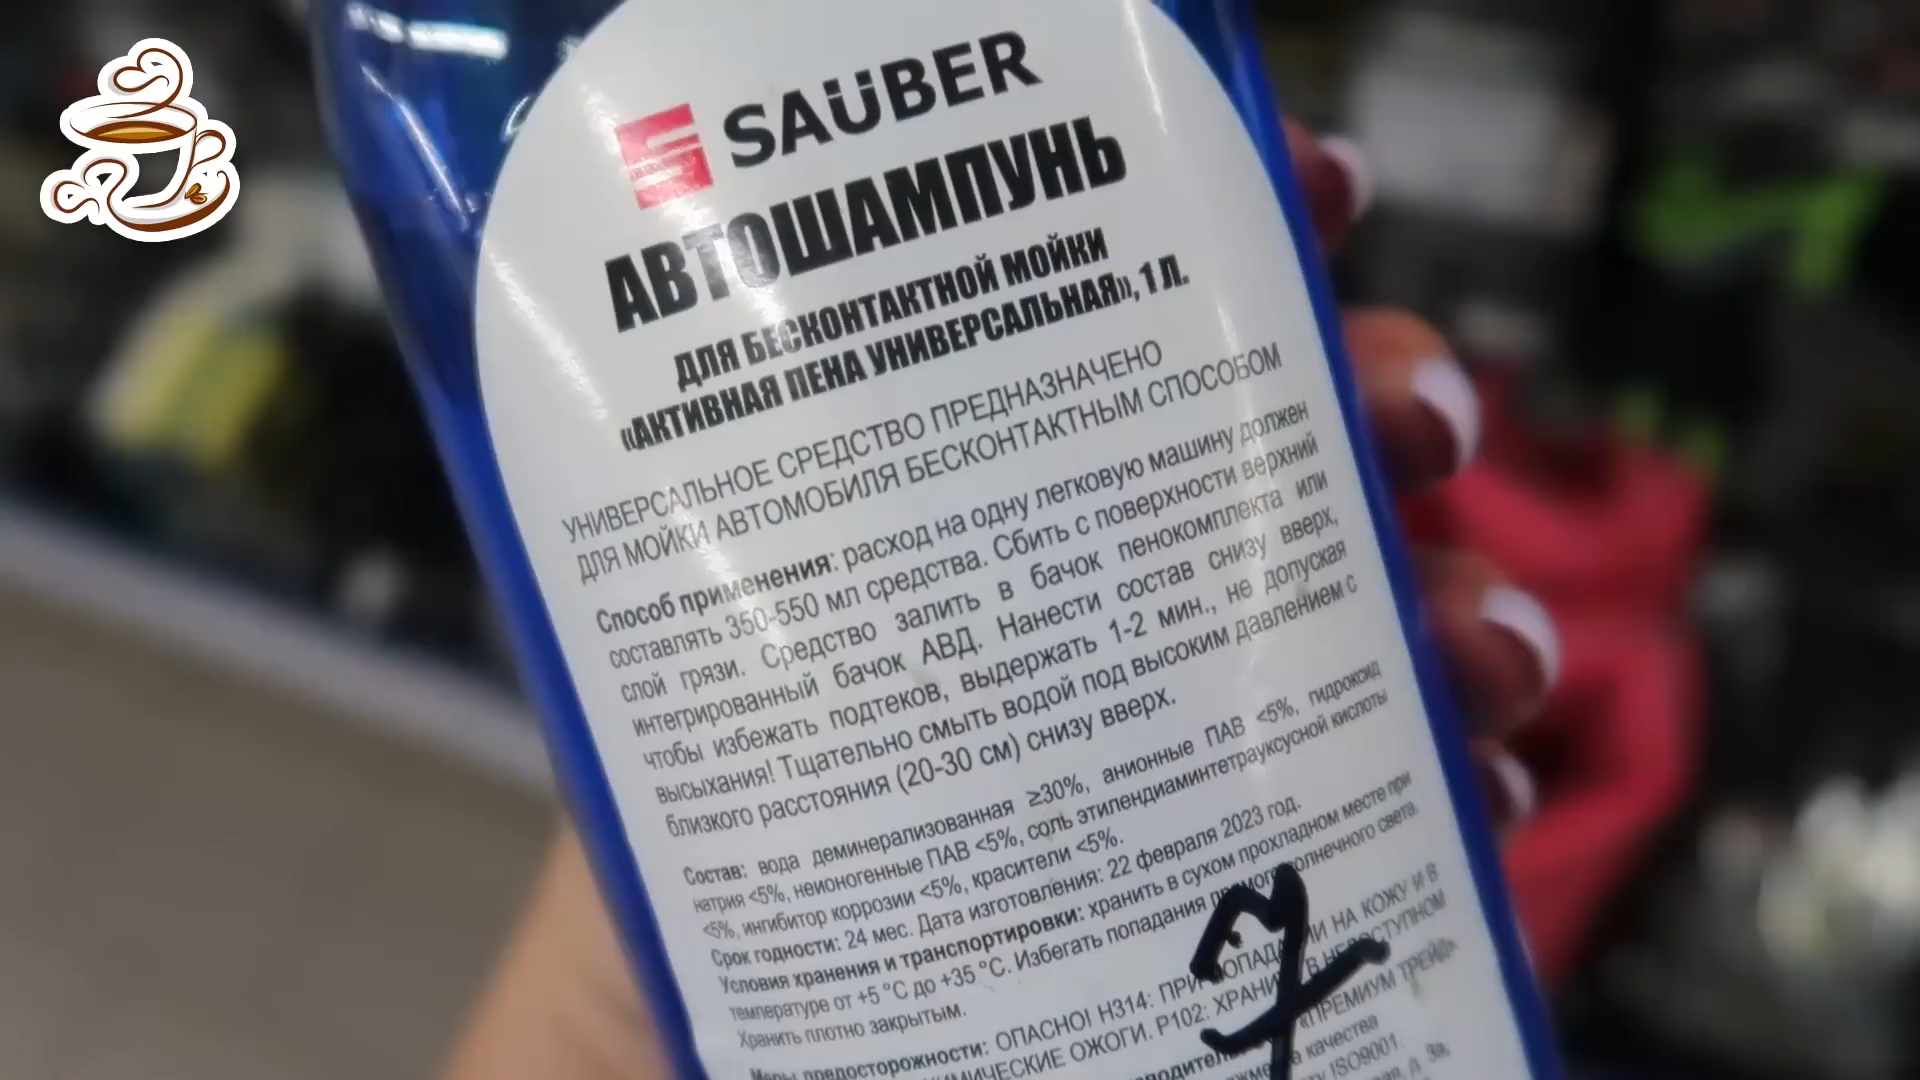 SAÜBER
АВТОШАМПУНЬ
ДЛЯ БЕСКОНТАКТНОЙ МОЙКИ
«АКТИВНАЯ ПЕНА УНИВЕРСАЛЬНАЯ», 1 Л.
УНИВЕРСАЛЬНОЕ СРЕДСТВО ПРЕДНАЗНАЧЕНО
ДЛЯ МОЙКИ АВТОМОБИЛЯ БЕСКОНТАКТНЫМ СПОСОБОМ
Способ применения: расход на одну легковую машину должен
составлять 350-550 мл средства. Сбить с поверхности верхний
слой грязи. Средство залить в бачок пенокомплекта или
интегрированный бачок АВД. Нанести состав снизу вверх,
чтобы избежать подтеков, выдержать 1-2 мин., не допуская
высыхания! Тщательно смыть водой под высоким давлением с
близкого расстояния (20-30 см) снизу вверх.
Состав: вода деминерализованная ≥30%, анионные ПАВ <5%, гидроксид
натрия <5%, неионогенные ПАВ <5%, соль этилендиаминтетрауксусной кислоты
<5%, ингибитор коррозии <5%, красители <5%.
Срок годности: 24 мес. Дата изготовления: 22 февраля 2023 год.
Условия хранения и транспортировки: хранить в сухом прохладном месте при
температуре от +5 °С до +35 °С. Избегать попадания прямого солнечного света.
Хранить плотно закрытым.
Меры предосторожности: ОПАСНО! H314: ПРИ ПОПАДАНИИ НА КОЖУ И В
ОЖОГИ. P102: ХРАНИТЬ В НЕДОСТУПНОМ
«ПРЕМИУМ ТРЕЙД».
качества
ISO9001.
д. 3а,
7